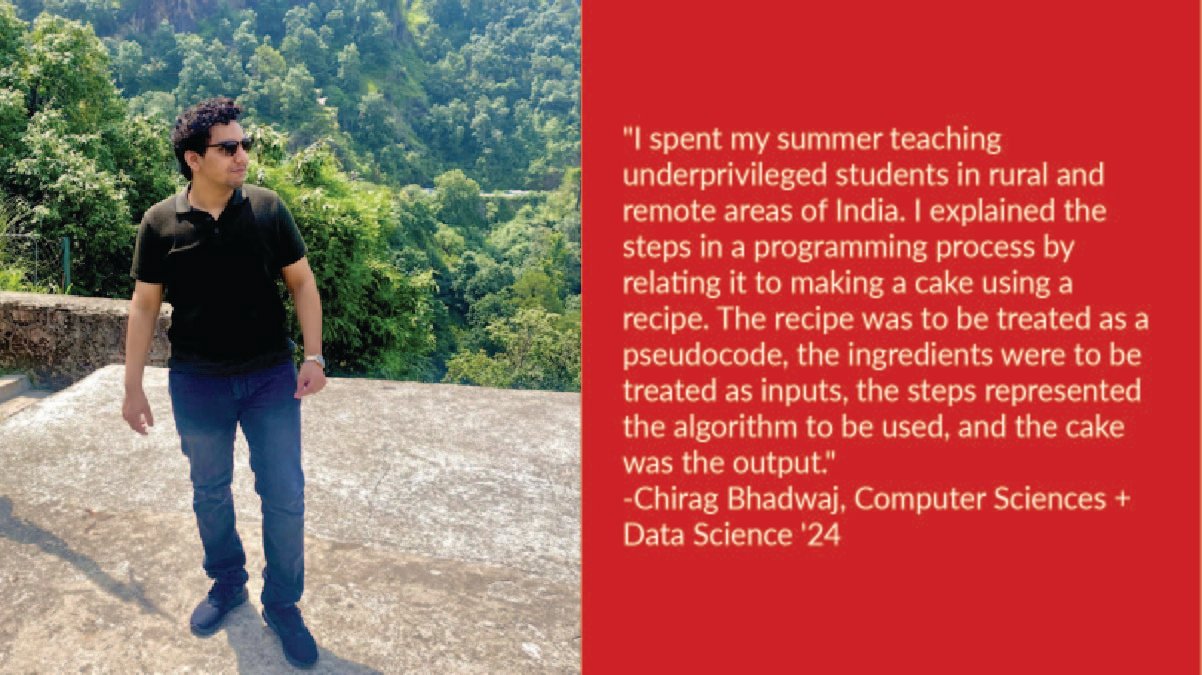 "I spent my summer teaching
underprivileged students in rural and
remote areas of India. I explained the
steps in a programming process by
relating it to making a cake using a
recipe. The recipe was to be treated as a
pseudocode, the ingredients were to be
treated as inputs, the steps represented
the algorithm to be used, and the cake
was the output."
-Chirag Bhadwaj, Computer Sciences +
Data Science '24